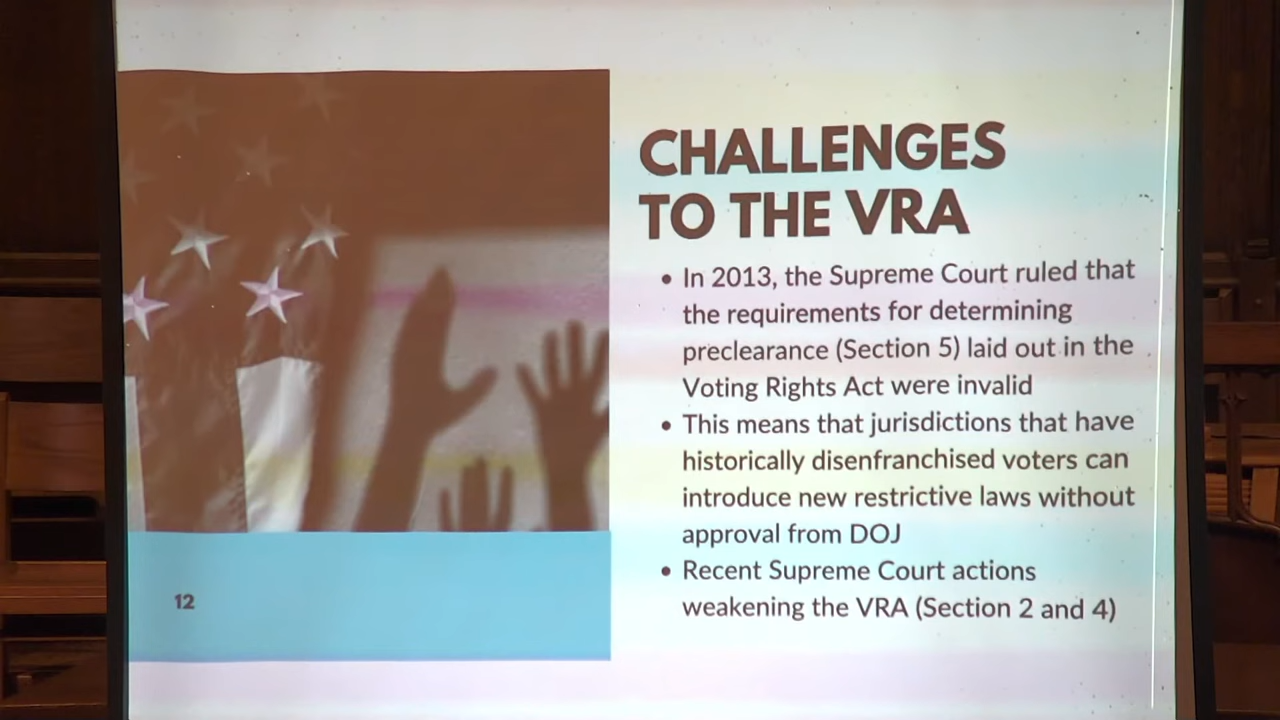 CHALLENGES
TO THE VRA
• In 2013, the Supreme Court ruled that
the requirements for determining
preclearance (Section 5) laid out in the
Voting Rights Act were invalid
• This means that jurisdictions that have
historically disenfranchised voters can
introduce new restrictive laws without
approval from DOJ
• Recent Supreme Court actions
weakening the VRA (Section 2 and 4)
12